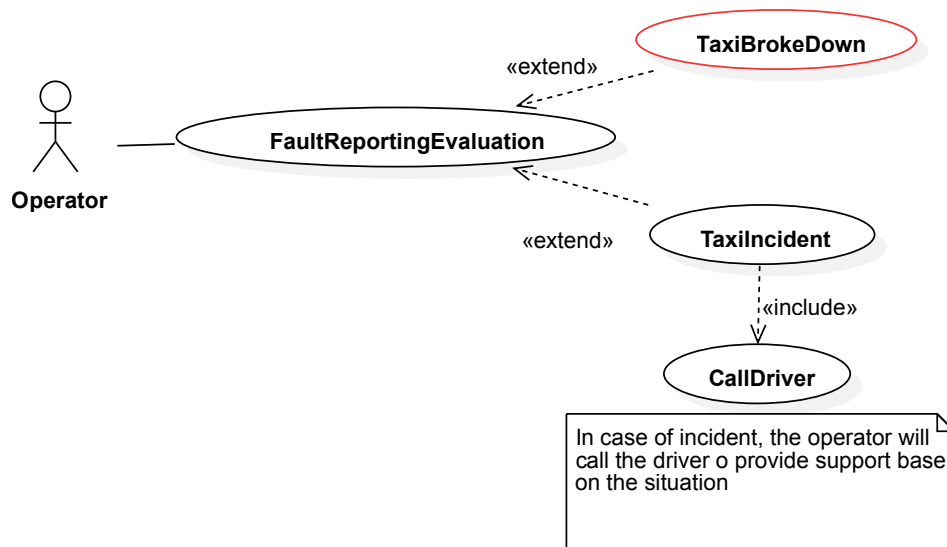 TaxiBrokeDown
«extend»
FaultReportingEvaluation
Operator
TaxiIncident
«extend»
«include»
CallDriver
In case of incident, the operator will
call the driver o provide support base
on the situation